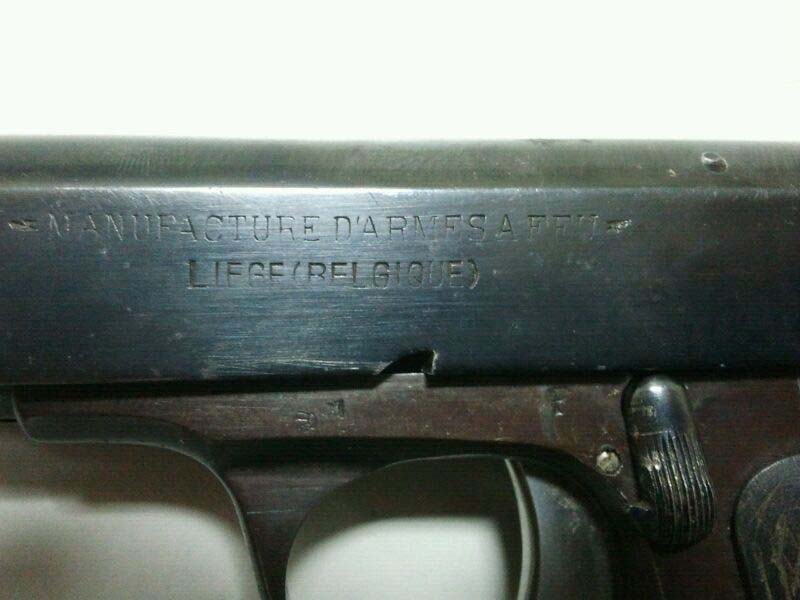 MANUFACTURE D'ARMES A FEU
LIEGE (BELGIQUE)